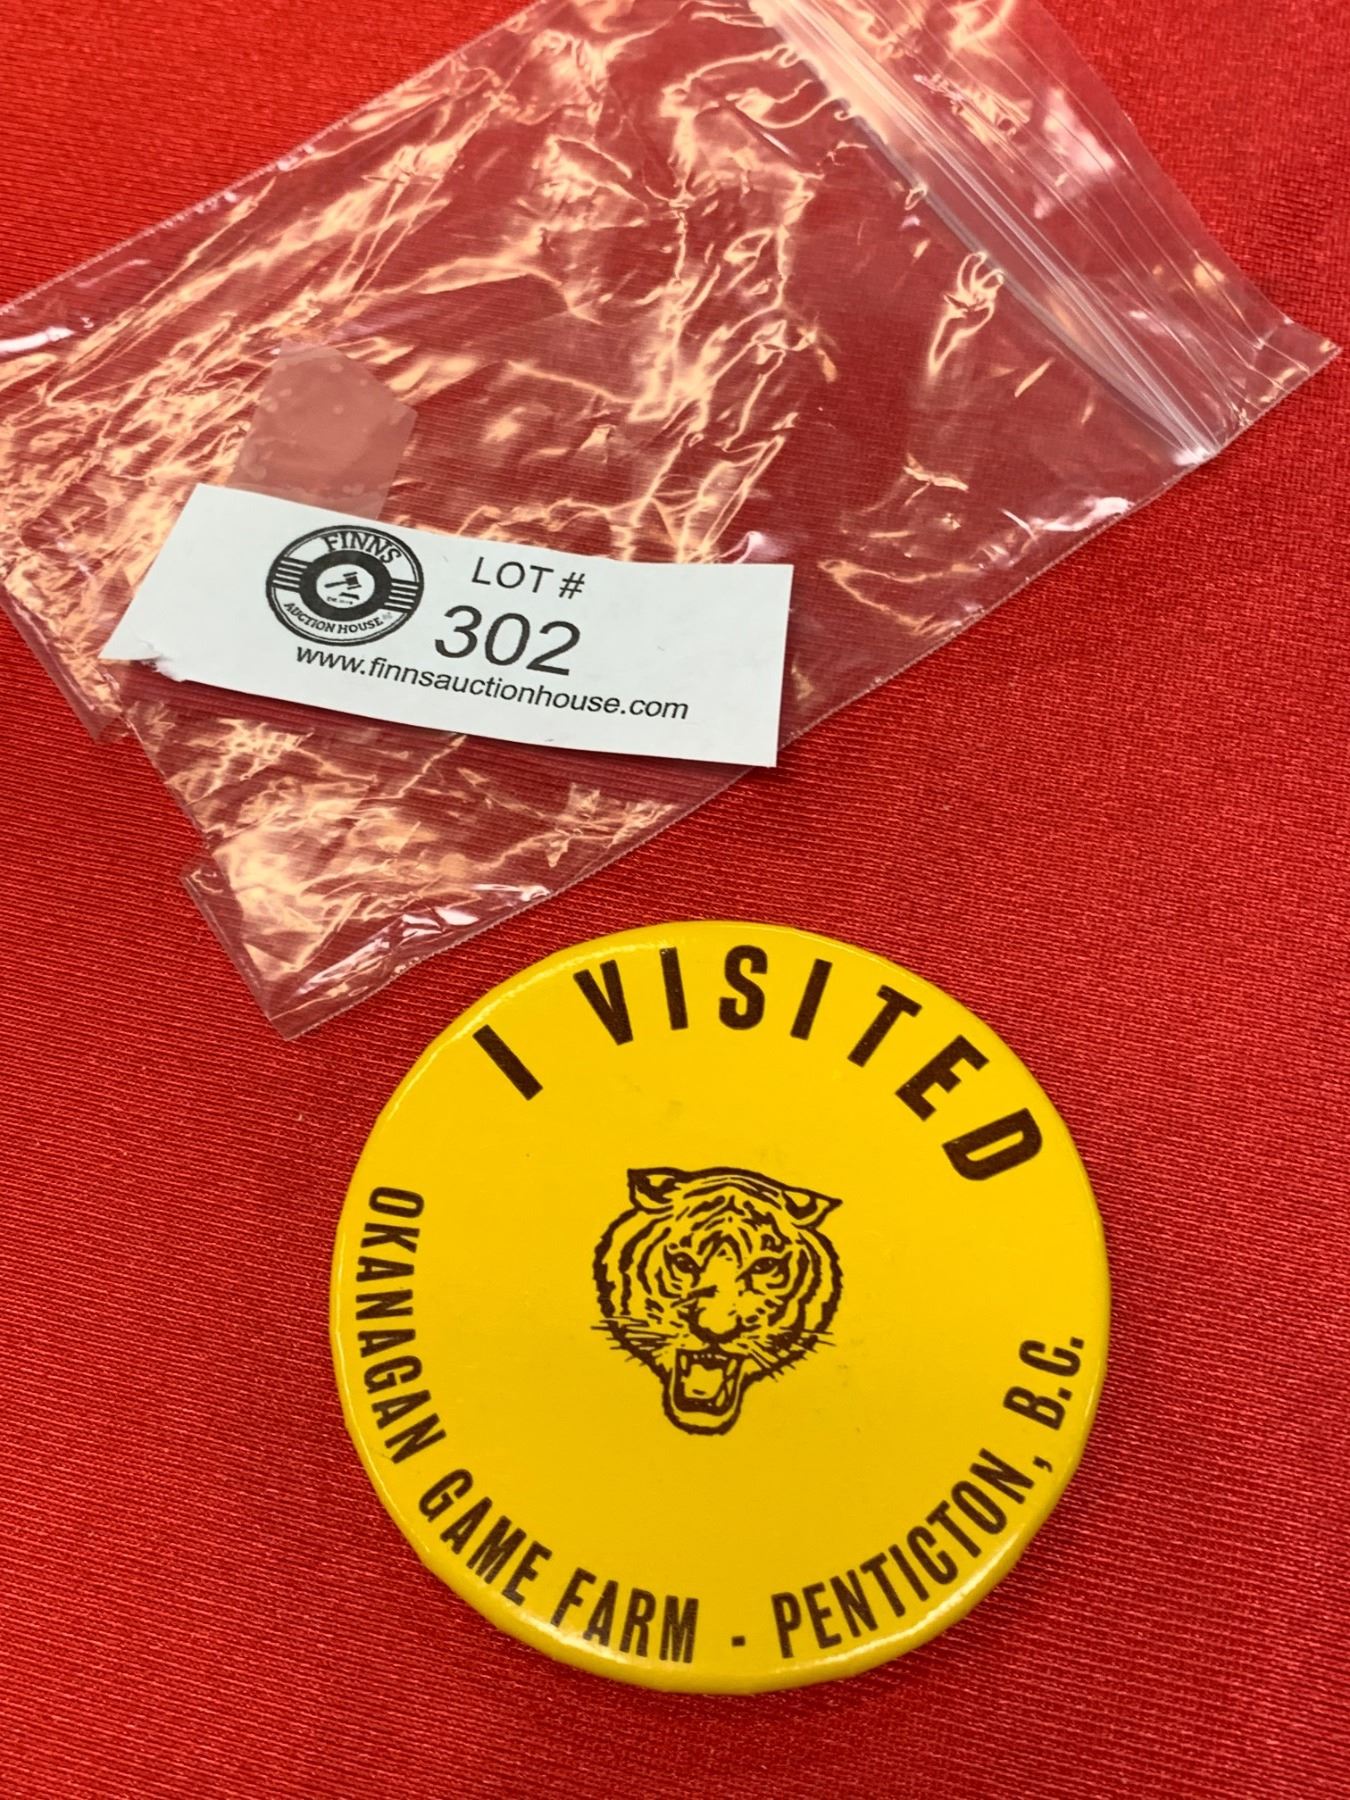 FINNS
AUCTION HOUSE
LOT #
302
www.finnsauctionhouse.com
I VISITED
OKANAGAN GAME FARM - PENTICTON, B.C.